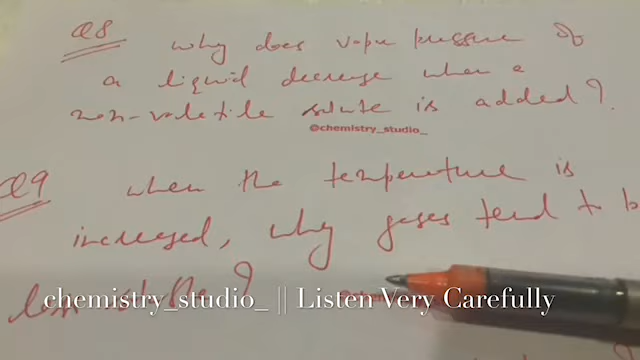 Q8 why does vapour pressure of
a liquid decrease when a
non-volatile solute is added?
@chemistry_studio_
Q9 when the temperature is
increased, why gases tend to b
less
chemistry_studio_ || Listen Very Carefully